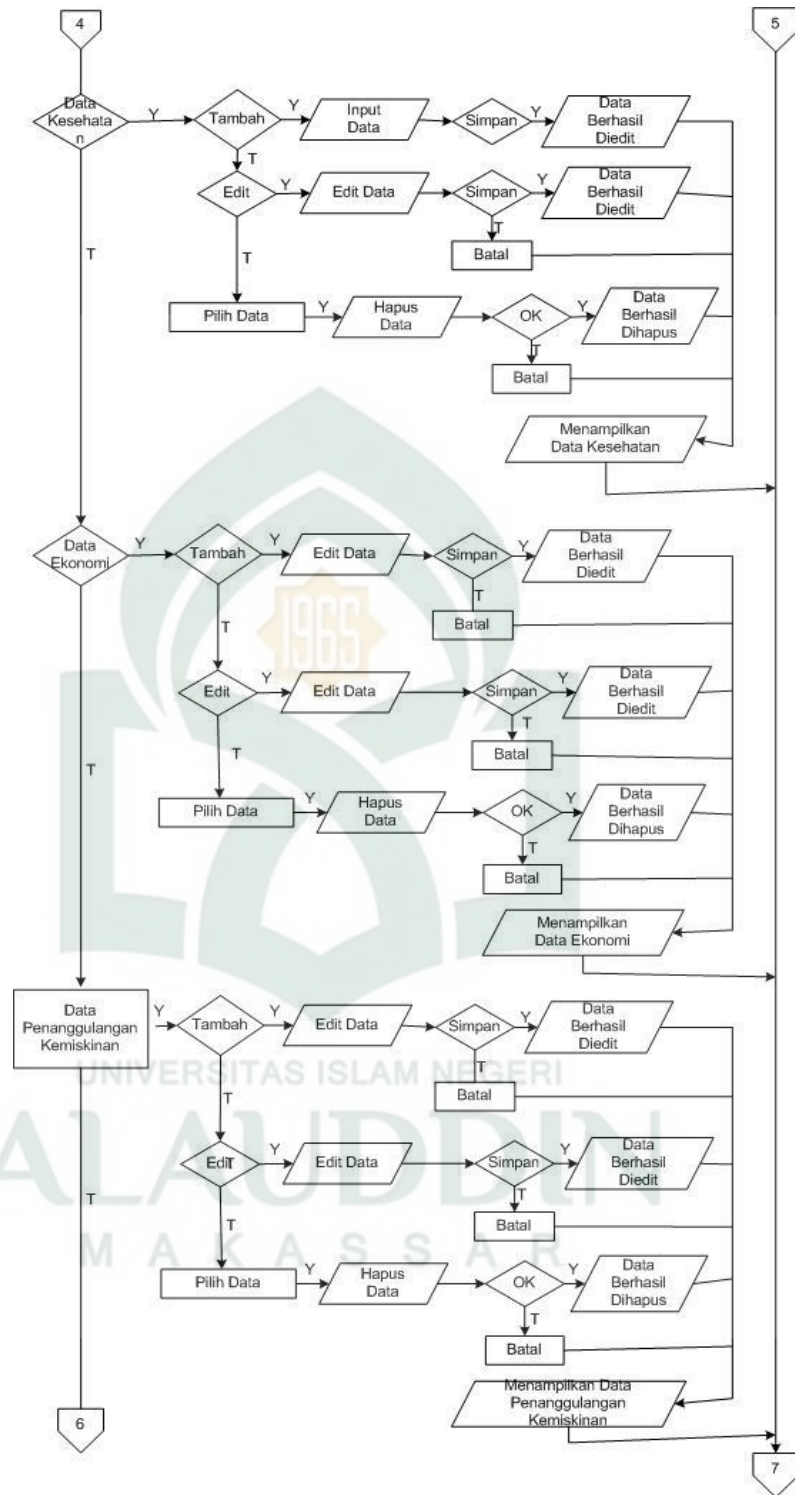 4
5
Data
Kesehata
n
Y
Tambah
Y
Input
Data
Simpan
Y
Data
Berhasil
Diedit
T
Edit
Y
Edit Data
Simpan
Y
Data
Berhasil
Diedit
T
Batal
T
T
Pilih Data
Y
Hapus
Data
OK
Y
Data
Berhasil
Dihapus
T
Batal
Menampilkan
Data Kesehatan
Data
Ekonomi
Y
Tambah
Y
Edit Data
Simpan
Y
Data
Berhasil
Diedit
T
Batal
T
1965
Edit
Y
Edit Data
Simpan
Y
Data
Berhasil
Diedit
T
Batal
T
T
Pilih Data
Y
Hapus
Data
OK
Y
Data
Berhasil
Dihapus
T
Batal
Menampilkan
Data Ekonomi
Data
Penanggulangan
Kemiskinan
Y
Tambah
Y
Edit Data
Simpan
Y
Data
Berhasil
Diedit
T
Batal
UNIVERSITAS ISLAM NEGERI
T
Edit
T
Y
Edit Data
Simpan
Y
Data
Berhasil
Diedit
T
Batal
ALAUDDIN
T
T
MAKASSAR
Pilih Data
Y
Hapus
Data
OK
Y
Data
Berhasil
Dihapus
T
Batal
Menampilkan Data
Penanggulangan
Kemiskinan
6
7